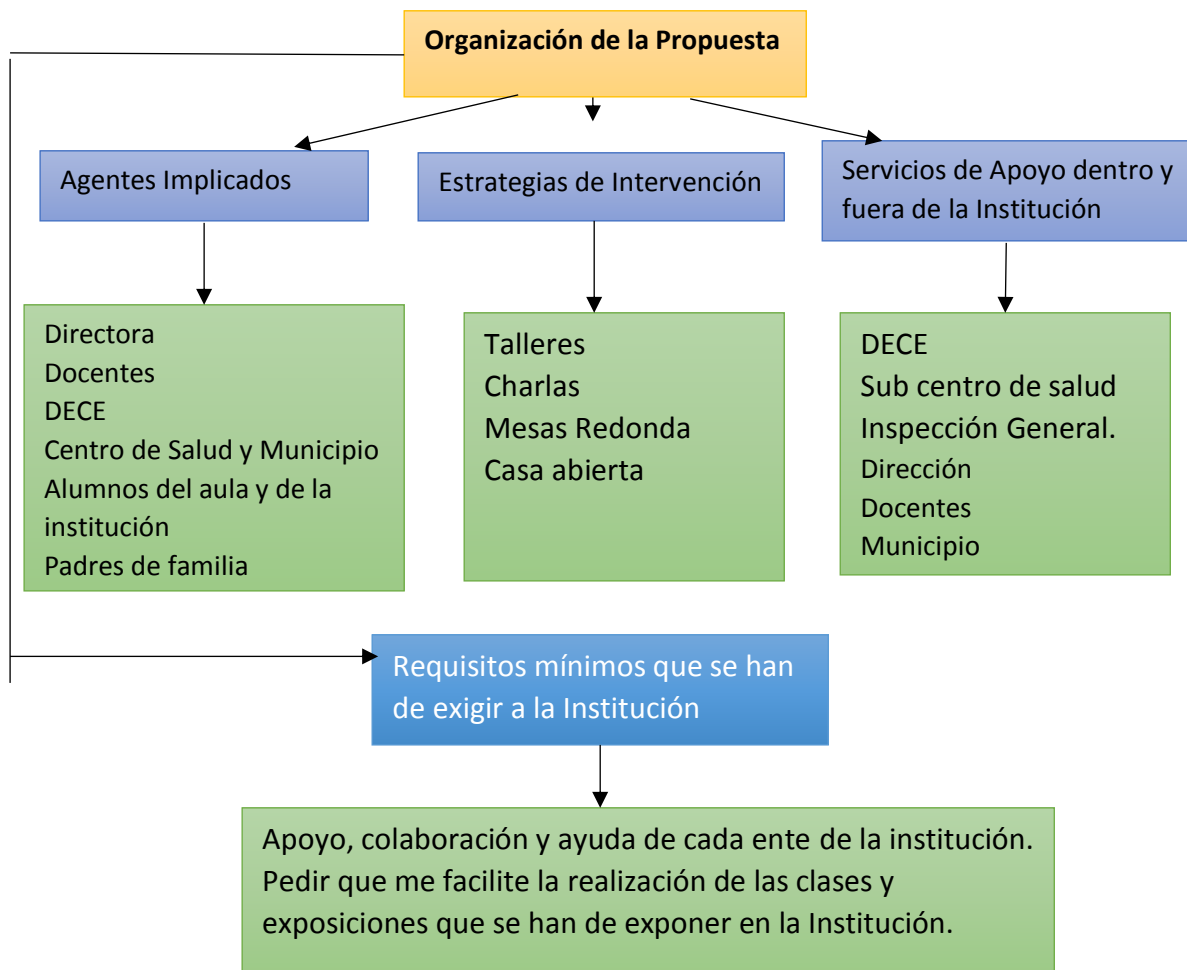 Organización de la Propuesta
Agentes Implicados
Estrategias de Intervención
Servicios de Apoyo dentro y
fuera de la Institución
Directora
Docentes
DECE
Centro de Salud y Municipio
Alumnos del aula y de la
institución
Padres de familia
Talleres
Charlas
Mesas Redonda
Casa abierta
DECE
Sub centro de salud
Inspección General.
Dirección
Docentes
Municipio
Requisitos mínimos que se han
de exigir a la Institución
Apoyo, colaboración y ayuda de cada ente de la institución.
Pedir que me facilite la realización de las clases y
exposiciones que se han de exponer en la Institución.